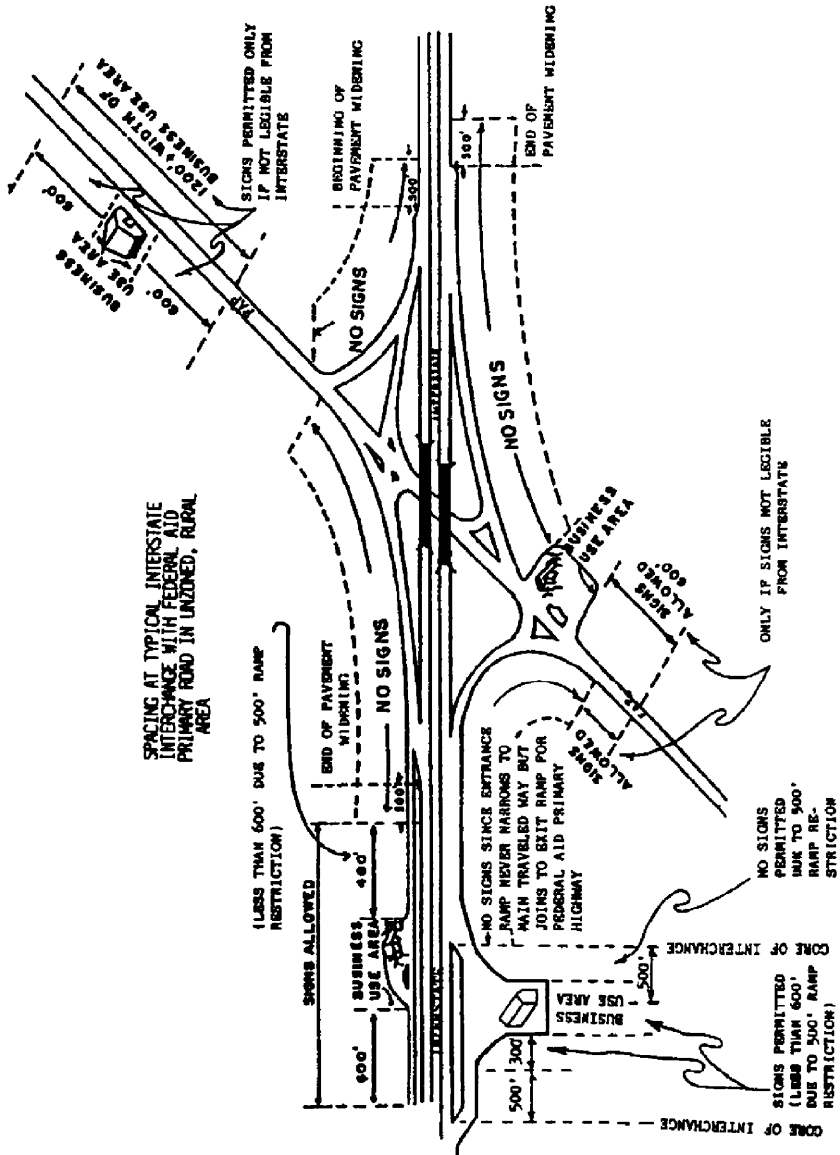 SPACING AT TYPICAL INTERSTATE
INTERCHANGE WITH FEDERAL AID
PRIMARY ROAD IN UNZONED, RURAL
AREA
(LESS THAN 600' DUE TO 500' RAMP
RESTRICTION)
SIGNS ALLOWED
600'
BUSINESS
USE AREA
480'
500'
END OF PAVEMENT
WIDENING
NO SIGNS
NO SIGNS
BEGINNING OF
PAVEMENT WIDENING
500'
SIGNS PERMITTED ONLY
IF NOT LEGIBLE FROM
INTERSTATE
600'
BUSINESS
USE AREA
600'
1200' + WIDTH OF
BUSINESS USE AREA
FAP
INTERSTATE
INTERSTATE
500'
END OF
PAVEMENT WIDENING
NO SIGNS
BUSINESS
USE AREA
SIGNS
ALLOWED
600'
SIGNS
ALLOWED
FAP
ONLY IF SIGNS NOT LEGIBLE
FROM INTERSTATE
NO SIGNS SINCE ENTRANCE
RAMP NEVER NARROWS TO
MAIN TRAVELED WAY BUT
JOINS TO EXIT RAMP FOR
FEDERAL AID PRIMARY
HIGHWAY
NO SIGNS
PERMITTED
DUE TO 500'
RAMP RE-
STRICTION
GORE OF INTERCHANGE
500'
BUSINESS
USE AREA
300'
500'
GORE OF INTERCHANGE
SIGNS PERMITTED
(LESS THAN 600'
DUE TO 500' RAMP
RESTRICTION)